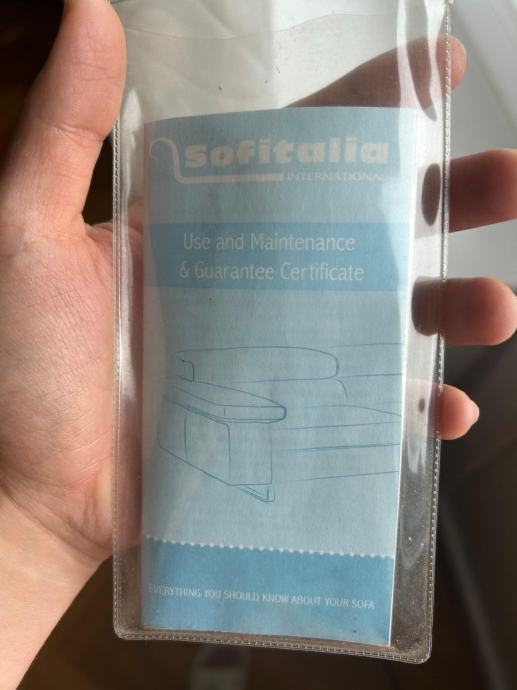 sofitalia
INTERNATIONAL
Use and Maintenance
& Guarantee Certificate
EVERYTHING YOU SHOULD KNOW ABOUT YOUR SOFA